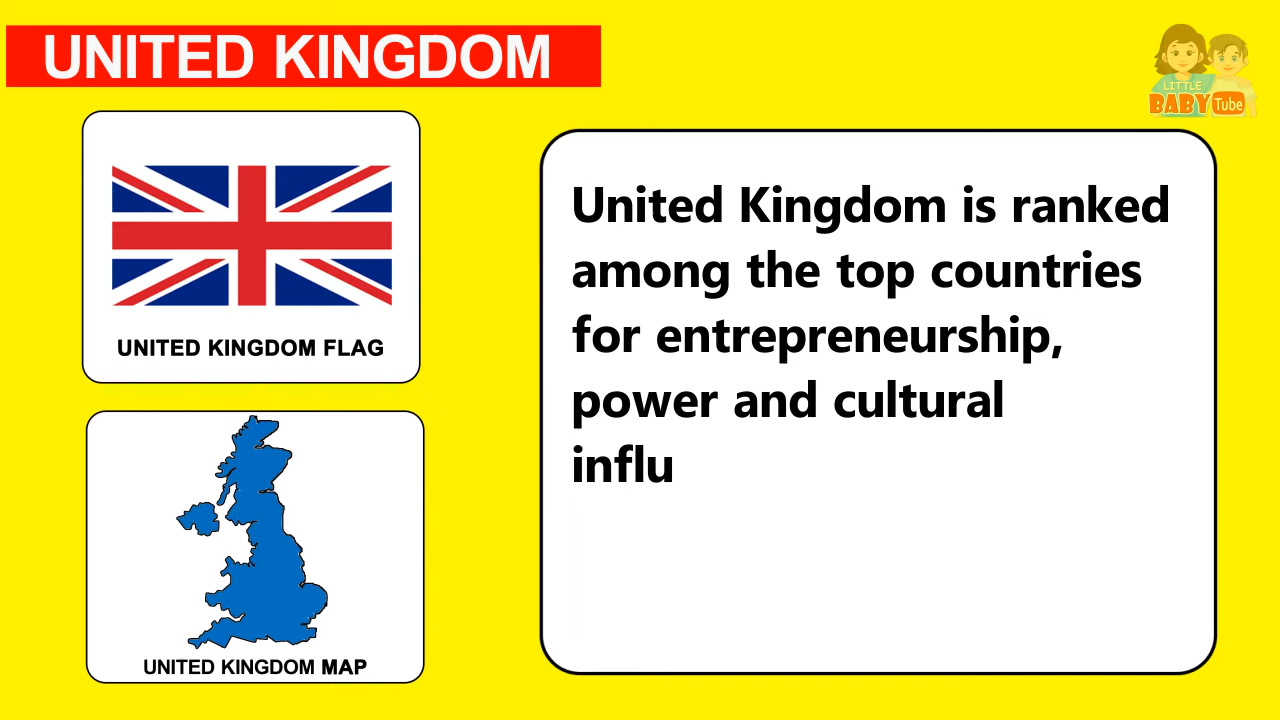 UNITED KINGDOM
LITTLE
BABY Tube
UNITED KINGDOM FLAG
United Kingdom is ranked
among the top countries
for entrepreneurship,
power and cultural
influ
UNITED KINGDOM MAP